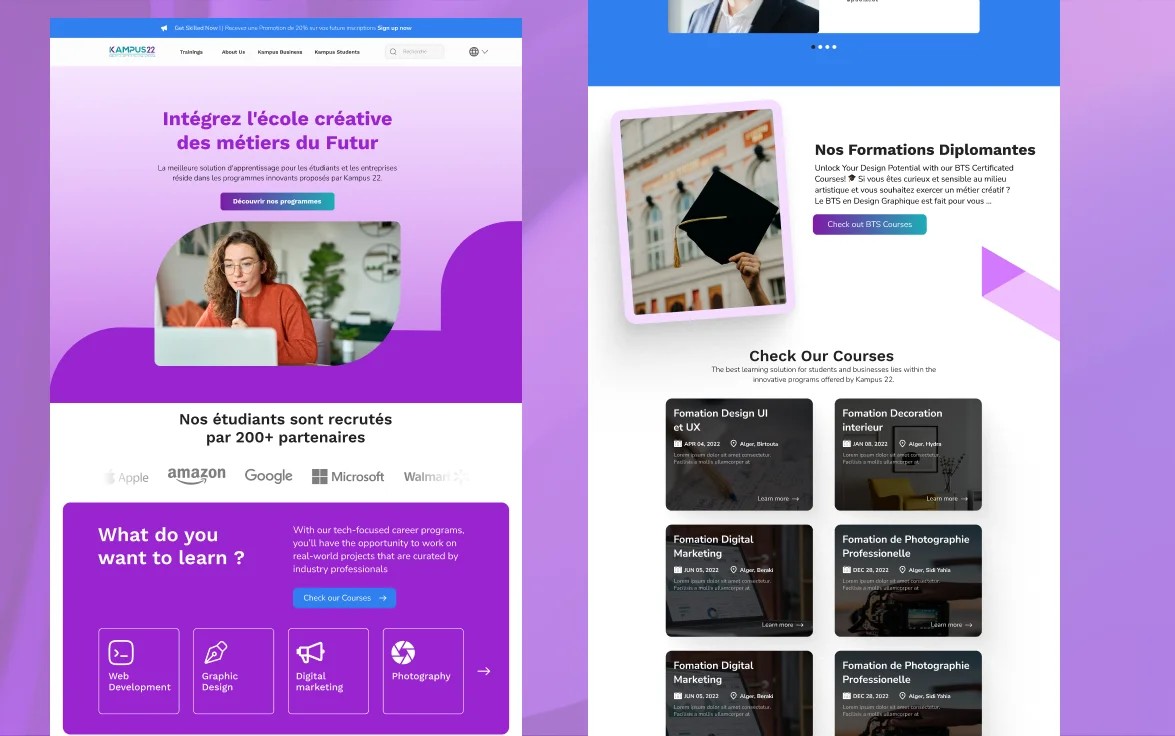 Get Skilled Now ! | Recevez une Promotion de 20% sur vos future inscriptions Sign up now
KAMPUS22
Trainings
About Us
Kampus Business
Kampus Students
Recherche
Intégrez l'école créative
des métiers du Futur
La meilleure solution d'apprentissage pour les étudiants et les entreprises
réside dans les programmes innovants proposés par Kampus 22.
Découvrir nos programmes
Nos étudiants sont recrutés
par 200+ partenaires
Apple
amazon
Google
Microsoft
Walmart
What do you
want to learn ?
With our tech-focused career programs,
you'll have the opportunity to work on
real-world projects that are curated by
industry professionals
Check our Courses
Web
Development
Graphic
Design
Digital
marketing
Photography
Nos Formations Diplomantes
Unlock Your Design Potential with our BTS Certificated
Courses! 🎓 Si vous êtes curieux et sensible au milieu
artistique et vous souhaitez exercer un métier créatif ?
Le BTS en Design Graphique est fait pour vous ...
Check out BTS Courses
Check Our Courses
The best learning solution for students and businesses lies within the
innovative programs offered by Kampus 22.
Fomation Design UI
et UX
APR 04, 2022 Alger, Birtouta
Lorem ipsum dolor sit amet consectetur.
Facilisis a mollis ullamcorper at
Learn more
Fomation Decoration
interieur
JAN 08, 2022 Alger, Hydra
Lorem ipsum dolor sit amet consectetur.
Facilisis a mollis ullamcorper at
Learn more
Fomation Digital
Marketing
JUN 05, 2022 Alger, Beraki
Lorem ipsum dolor sit amet consectetur.
Facilisis a mollis ullamcorper at
Learn more
Fomation de Photographie
Professionelle
DEC 28, 2022 Alger, Sidi Yahia
Lorem ipsum dolor sit amet consectetur.
Facilisis a mollis ullamcorper at
Learn more
Fomation Digital
Marketing
JUN 05, 2022 Alger, Beraki
Lorem ipsum dolor sit amet consectetur.
Facilisis a mollis ullamcorper at
Fomation de Photographie
Professionelle
DEC 28, 2022 Alger, Sidi Yahia
Lorem ipsum dolor sit amet consectetur.
Facilisis a mollis ullamcorper at